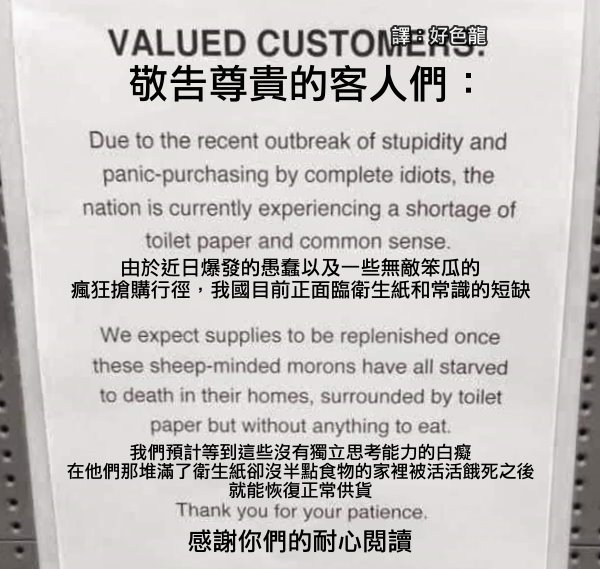 VALUED CUSTOMERS:
譯：好色龍
敬告尊貴的客人們：
Due to the recent outbreak of stupidity and
panic-purchasing by complete idiots, the
nation is currently experiencing a shortage of
toilet paper and common sense.
由於近日爆發的愚蠢以及一些無敵笨瓜的
瘋狂搶購行徑，我國目前正面臨衛生紙和常識的短缺
We expect supplies to be replenished once
these sheep-minded morons have all starved
to death in their homes, surrounded by toilet
paper but without anything to eat.
我們預計等到這些沒有獨立思考能力的白癡
在他們那堆滿了衛生紙卻沒半點食物的家裡被活活餓死之後
就能恢復正常供貨
Thank you for your patience.
感謝你們的耐心閱讀